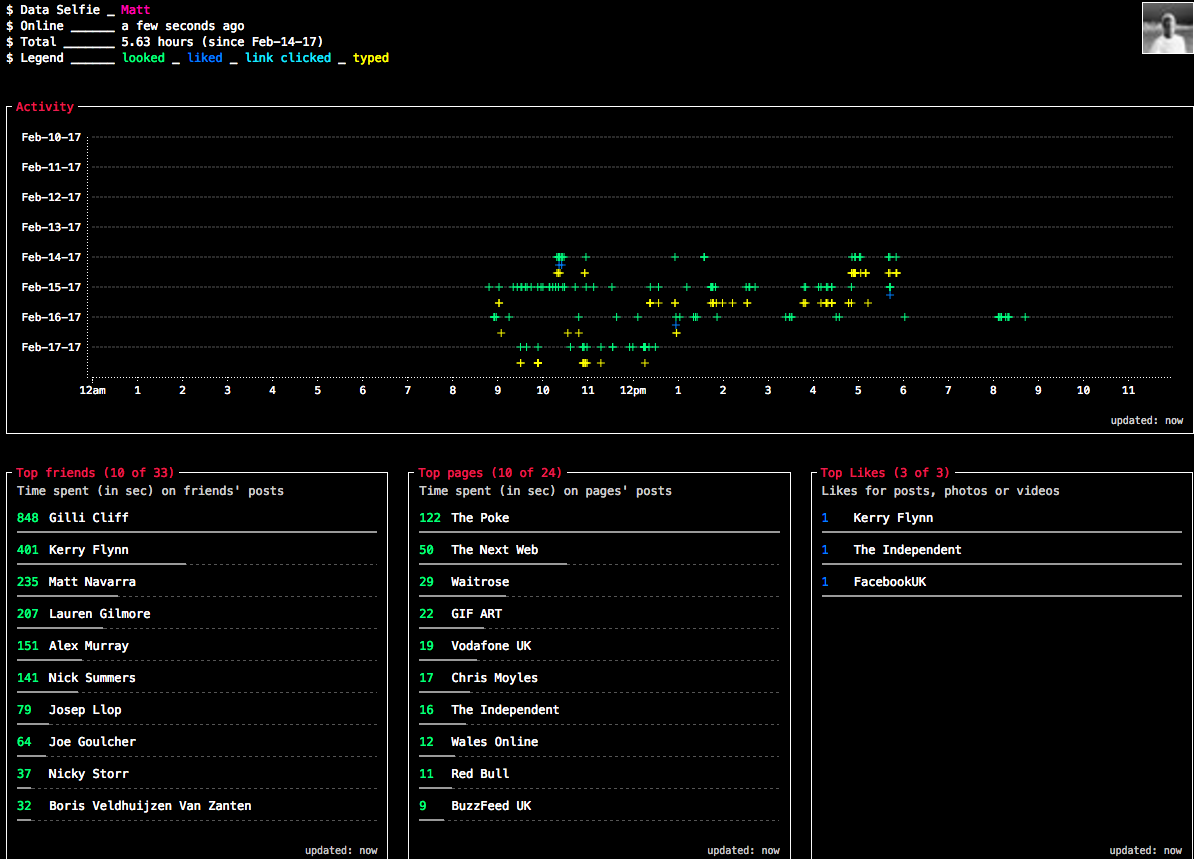 $ Data Selfie _ Matt
$ Online ______ a few seconds ago
$ Total _______ 5.63 hours (since Feb-14-17)
$ Legend ______ looked _ liked _ link clicked _ typed
Activity
Feb-10-17
Feb-11-17
Feb-12-17
Feb-13-17
Feb-14-17
Feb-15-17
Feb-16-17
Feb-17-17
12am 1 2 3 4 5 6 7 8 9 10 11 12pm 1 2 3 4 5 6 7 8 9 10 11
updated: now
Top friends (10 of 33)
Time spent (in sec) on friends' posts
848 Gilli Cliff
401 Kerry Flynn
235 Matt Navarra
207 Lauren Gilmore
151 Alex Murray
141 Nick Summers
79 Josep Llop
64 Joe Goulcher
37 Nicky Storr
32 Boris Veldhuijzen Van Zanten
updated: now
Top pages (10 of 24)
Time spent (in sec) on pages' posts
122 The Poke
50 The Next Web
29 Waitrose
22 GIF ART
19 Vodafone UK
17 Chris Moyles
16 The Independent
12 Wales Online
11 Red Bull
9 BuzzFeed UK
updated: now
Top Likes (3 of 3)
Likes for posts, photos or videos
1 Kerry Flynn
1 The Independent
1 FacebookUK
updated: now